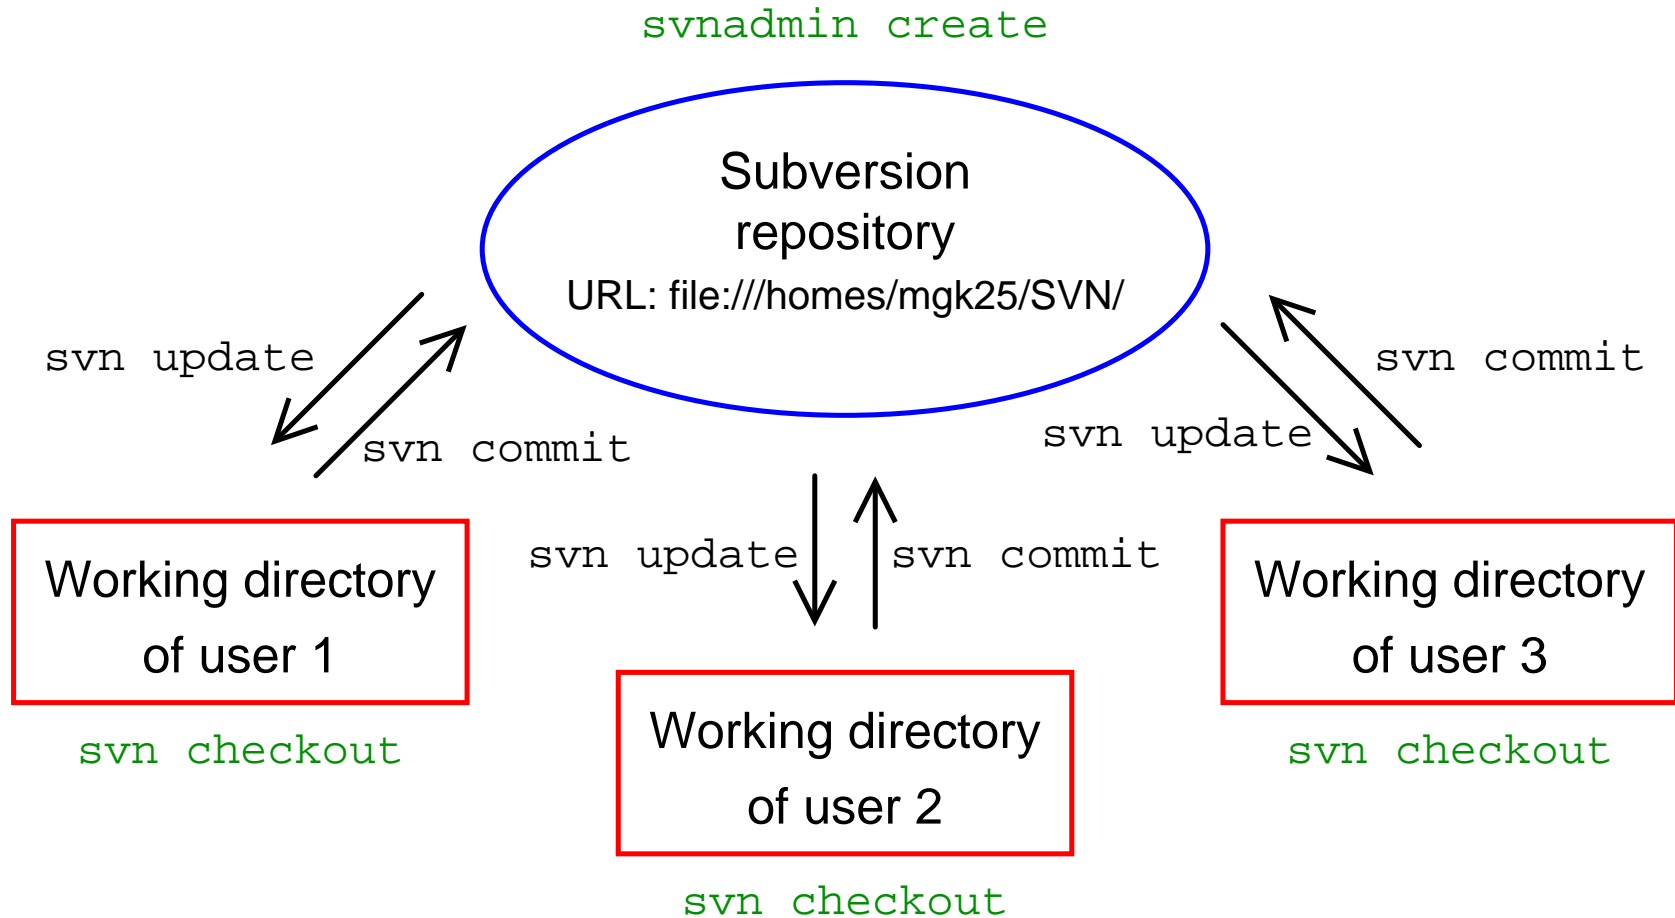 svnadmin create
Subversion
repository
URL: file:///homes/mgk25/SVN/
svn update
svn commit
svn commit
svn update
svn update
svn commit
Working directory
of user 1
svn checkout
Working directory
of user 2
svn checkout
Working directory
of user 3
svn checkout